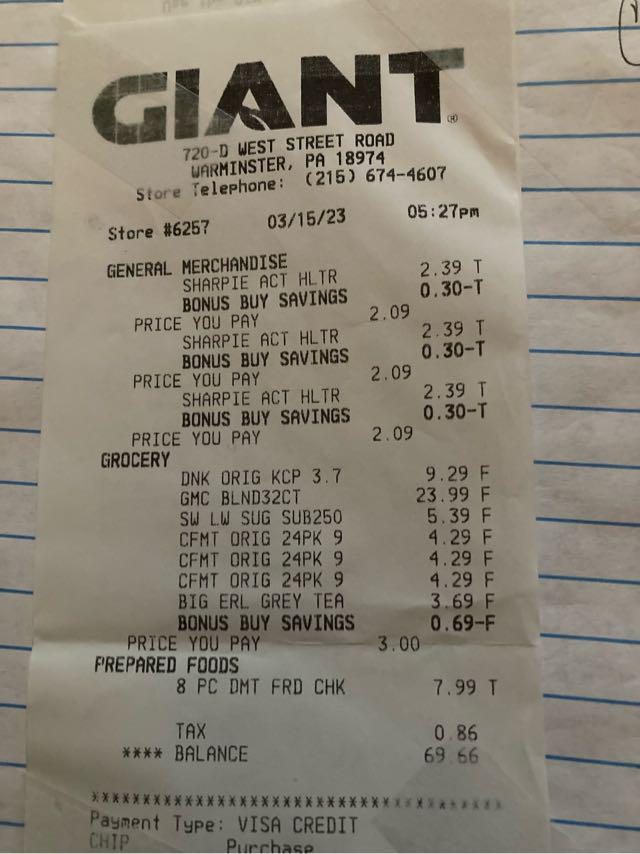 GIANT®
720-D WEST STREET ROAD
WARMINSTER, PA 18974
Store Telephone: (215) 674-4607
Store #6257 03/15/23 05:27pm
GENERAL MERCHANDISE
SHARPIE ACT HLTR 2.39 T
BONUS BUY SAVINGS 0.30-T
PRICE YOU PAY 2.09
SHARPIE ACT HLTR 2.39 T
BONUS BUY SAVINGS 0.30-T
PRICE YOU PAY 2.09
SHARPIE ACT HLTR 2.39 T
BONUS BUY SAVINGS 0.30-T
PRICE YOU PAY 2.09
GROCERY
DNK ORIG KCP 3.7 9.29 F
GMC BLND32CT 23.99 F
SW LW SUG SUB250 5.39 F
CFMT ORIG 24PK 9 4.29 F
CFMT ORIG 24PK 9 4.29 F
CFMT ORIG 24PK 9 4.29 F
BIG ERL GREY TEA 3.69 F
BONUS BUY SAVINGS 0.69-F
PRICE YOU PAY 3.00
PREPARED FOODS
8 PC DMT FRD CHK 7.99 T
TAX 0.86
**** BALANCE 69.66
****************************************
Payment Type: VISA CREDIT
CHIP Purchase